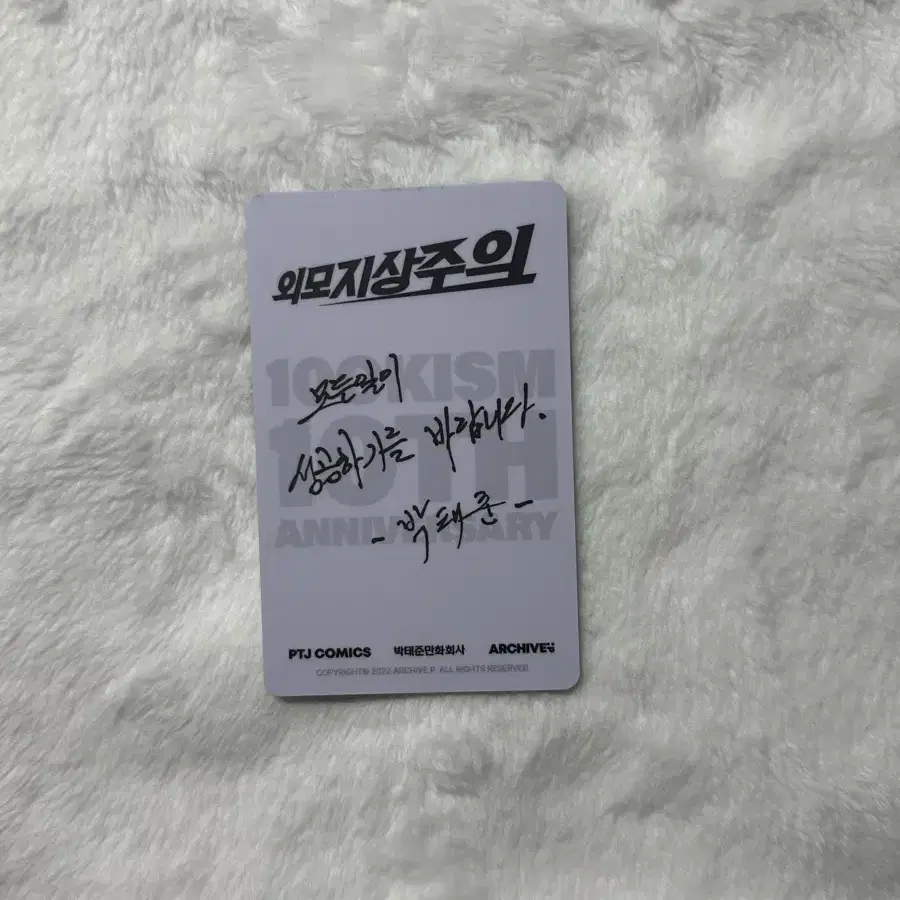 외모지상주의
100KISM
10TH
ANNIVERSARY
모든일이
성공하기를 바랍니다.
- 박태준 -
PTJ COMICS 박태준만화회사 ARCHIVE
COPYRIGHT© 2022 ARCHIVE.P. ALL RIGHTS RESERVED